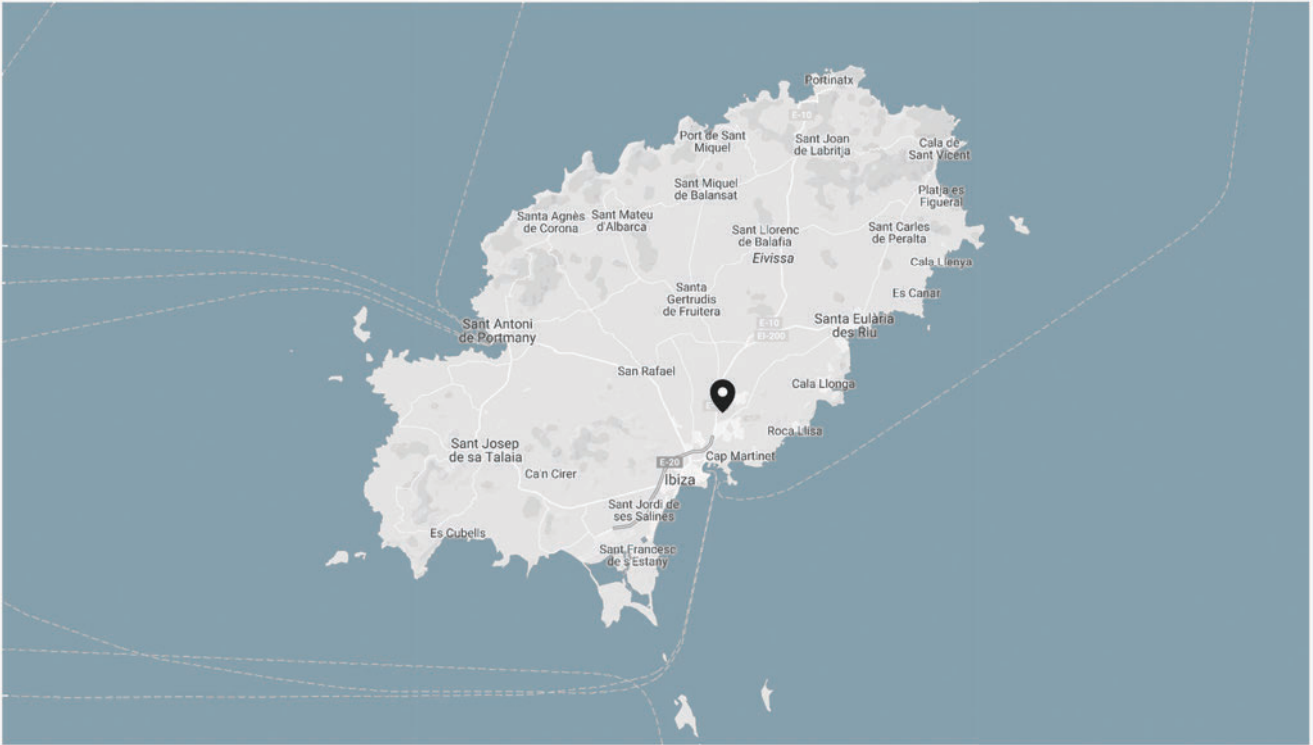 Portinatx
E-10
Port de Sant
Miquel
Sant Joan
de Labritja
Cala de
Sant Vicent
Sant Miquel
de Balansat
Platja es
Figueral
Santa Agnès
de Corona
Sant Mateu
d'Albarca
Sant Llorenc
de Balafia
Sant Carles
de Peralta
Eivissa
Cala Llenya
Santa
Gertrudis
de Fruitera
Es Canar
Sant Antoni
de Portmany
E-10
EI-200
Santa Eulària
des Riu
San Rafael
Cala Llonga
Roca Llisa
Sant Josep
de sa Talaia
Cap Martinet
E-20
Ca'n Cirer
Ibiza
Sant Jordi de
ses Salines
Es Cubells
Sant Francesc
de s'Estany